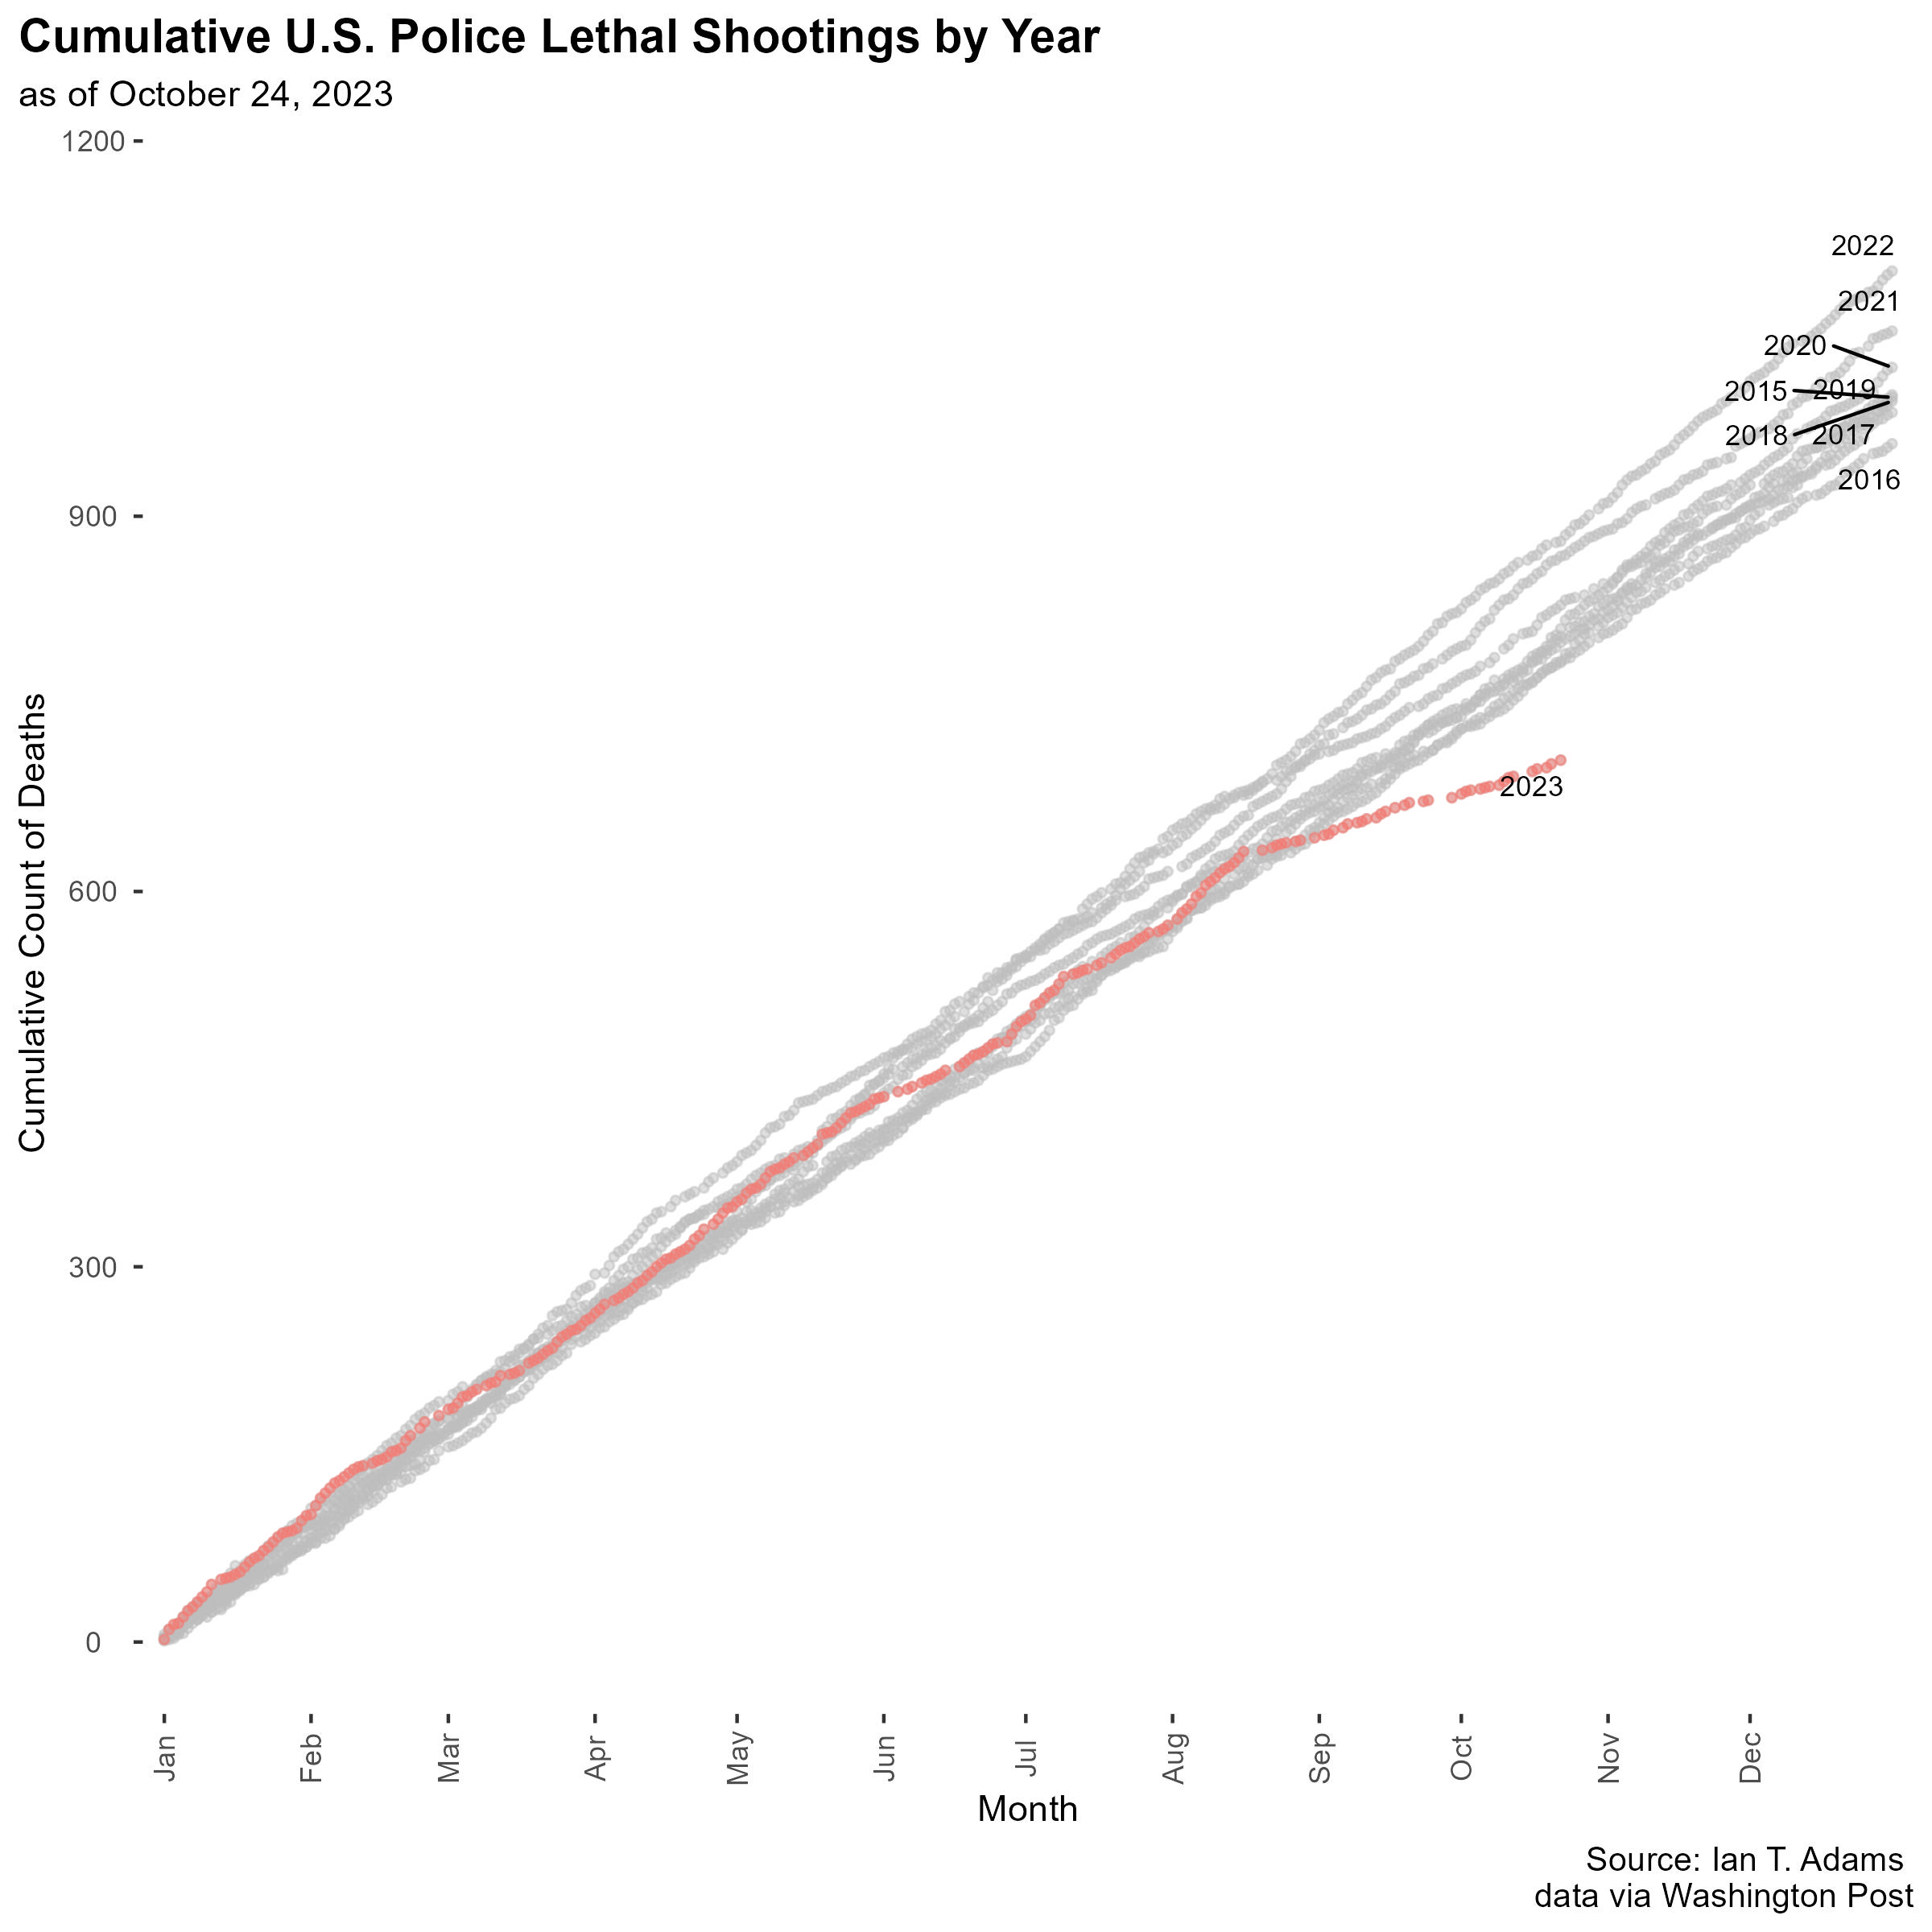 Cumulative U.S. Police Lethal Shootings by Year
as of October 24, 2023
1200
900
600
300
0
Cumulative Count of Deaths
2022
2021
2020
2015
2019
2018
2017
2016
2023
Jan
Feb
Mar
Apr
May
Jun
Jul
Aug
Sep
Oct
Nov
Dec
Month
Source: Ian T. Adams
data via Washington Post